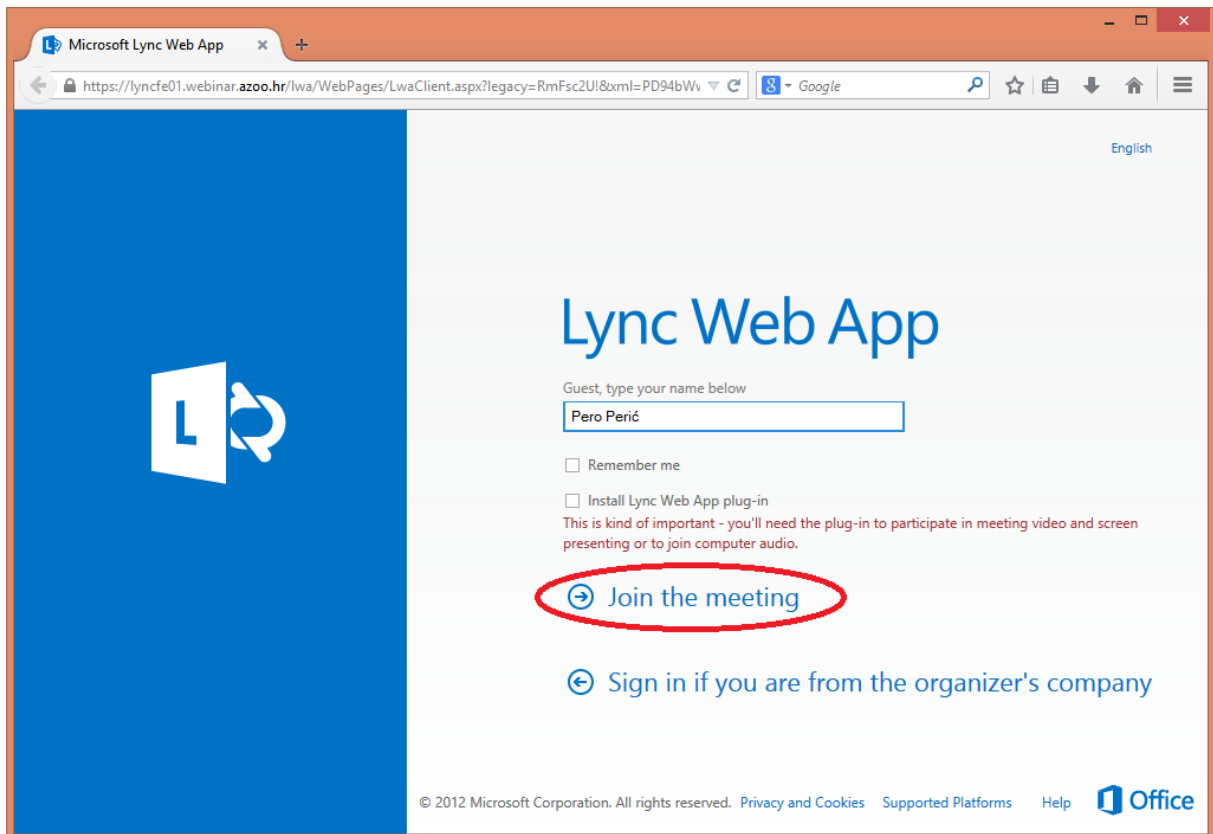 Microsoft Lync Web App
https://lyncfe01.webinar.azoo.hr/lwa/WebPages/LwaClient.aspx?legacy=RmFsc2U!&xml=PD94bW
Google
English
L
Lync Web App
Guest, type your name below
Pero Perić
Remember me
Install Lync Web App plug-in
This is kind of important - you'll need the plug-in to participate in meeting video and screen
presenting or to join computer audio.
Join the meeting
Sign in if you are from the organizer's company
© 2012 Microsoft Corporation. All rights reserved. Privacy and Cookies Supported Platforms Help Office